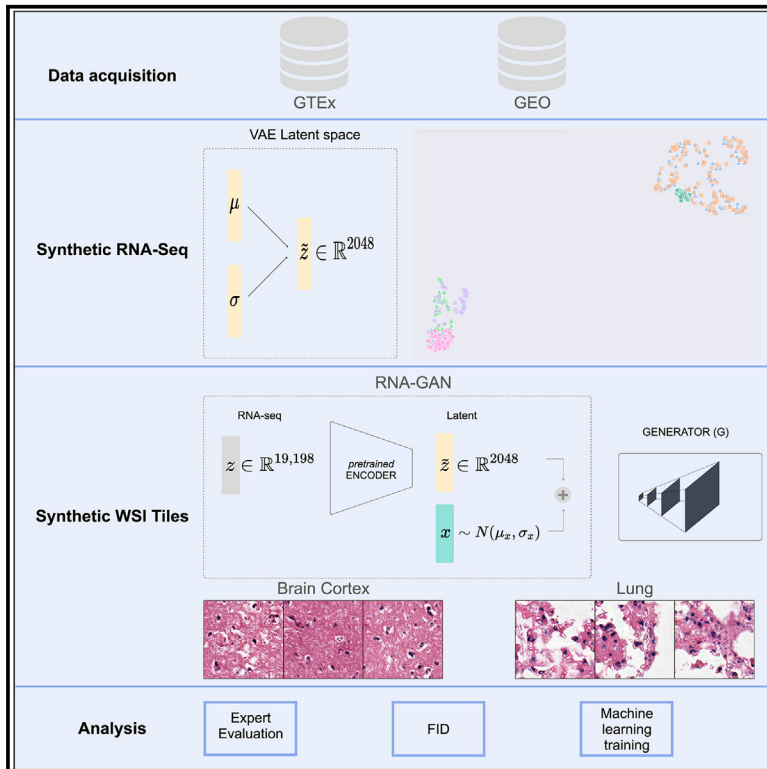 Data acquisition
GTEx
GEO
VAE Latent space
Synthetic RNA-Seq
μ
σ
z̃ ∈ ℝ^2048
RNA-GAN
RNA-seq
Latent
GENERATOR (G)
z ∈ ℝ^19,198
pretrained
ENCODER
z̃ ∈ ℝ^2048
+
Synthetic WSI Tiles
x ∼ N(μ_x, σ_x)
Brain Cortex
Lung
Analysis
Expert
Evaluation
FID
Machine
learning
training